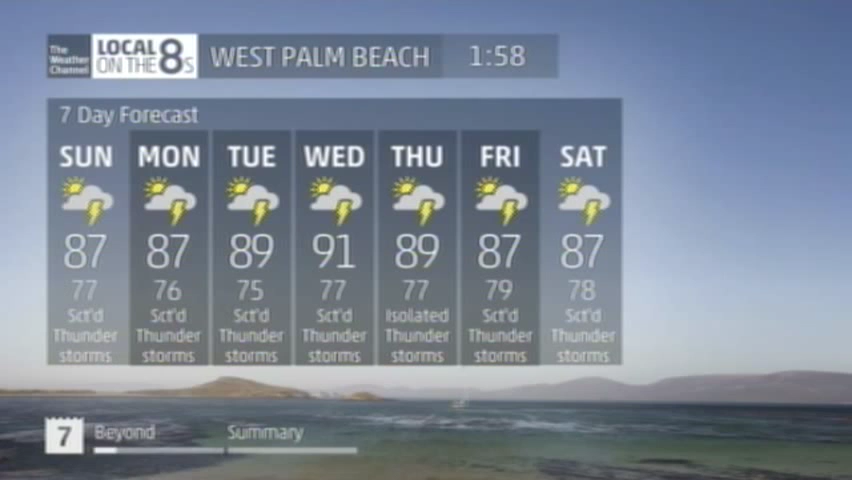 The
Weather
Channel
LOCAL
ON THE 8s
WEST PALM BEACH
1:58
7 Day Forecast
SUN MON TUE WED THU FRI SAT
87 87 89 91 89 87 87
77 76 75 77 77 79 78
Sct'd Sct'd Sct'd Sct'd Isolated Sct'd Sct'd
Thunder Thunder Thunder Thunder Thunder Thunder Thunder
storms storms storms storms storms storms storms
7 Beyond Summary